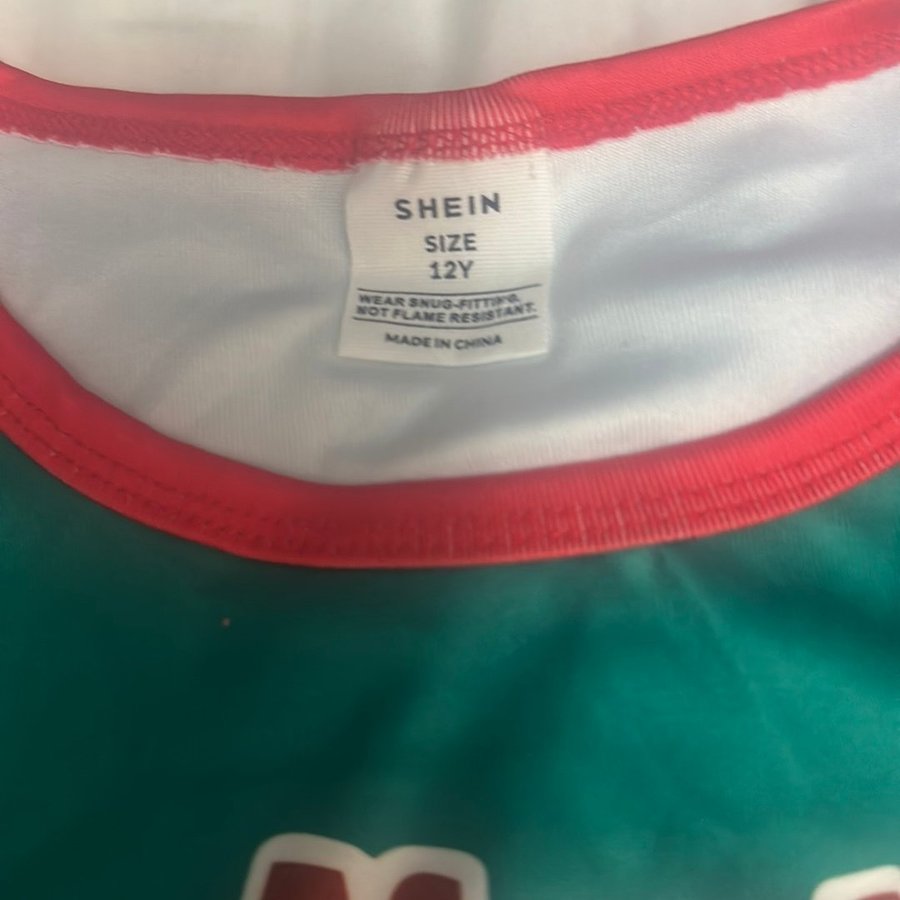 SHEIN
SIZE
12Y
WEAR SNUG-FITTING,
NOT FLAME RESISTANT.
MADE IN CHINA